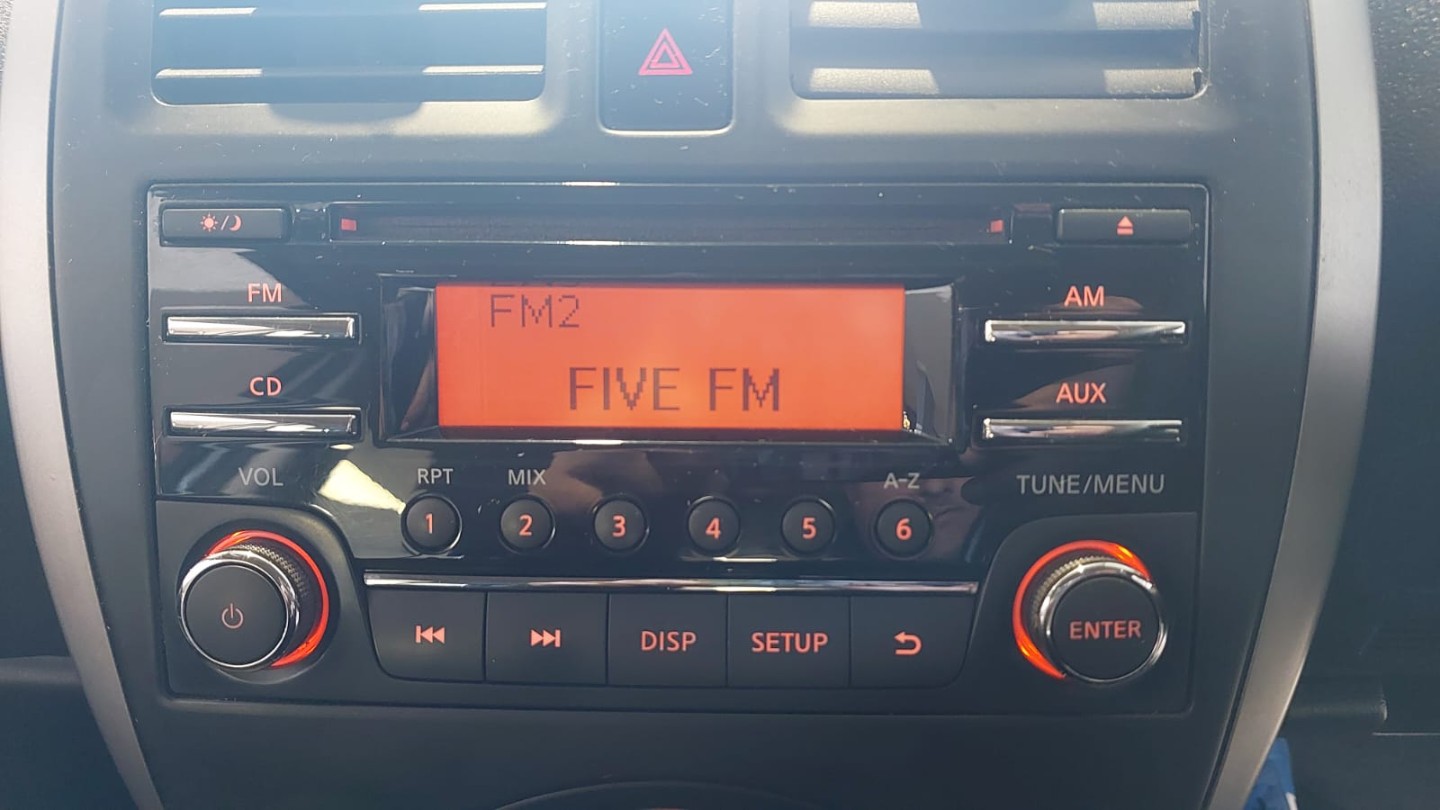 FM
AM
FM2
CD
FIVE FM
AUX
VOL
RPT
MIX
A-Z
TUNE/MENU
1
2
3
4
5
6
DISP
SETUP
ENTER